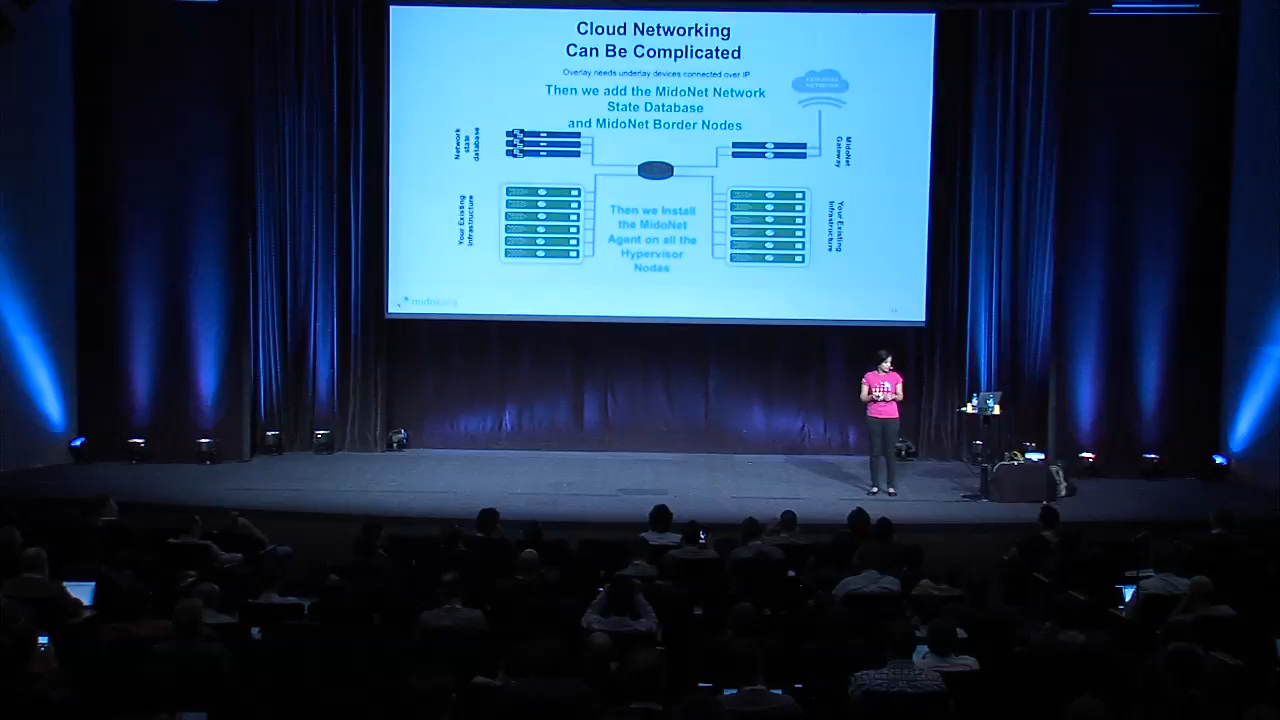 Cloud Networking
Can Be Complicated
Overlay needs underlay devices connected over IP
Then we add the MidoNet Network
State Database
and MidoNet Border Nodes
EXTERNAL
NETWORK
Network
state
database
MidoNet
Gateway
Your Existing
Infrastructure
Then we Install
the MidoNet
Agent on all the
Hypervisor
Nodes
Your Existing
Infrastructure
midokura